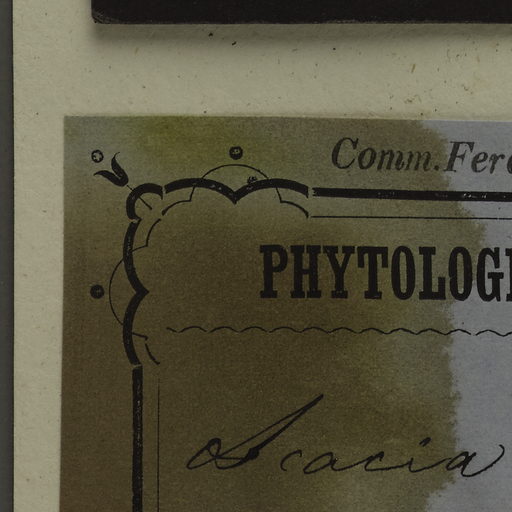 Comm. Fer
PHYTOLOG
Acacia